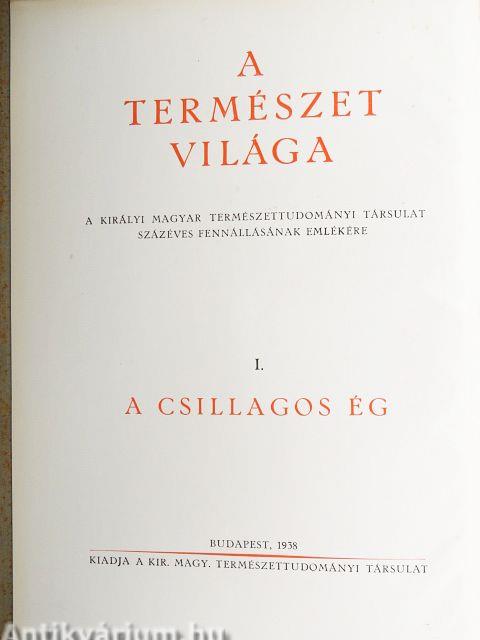 A
TERMÉSZET
VILÁGA
A KIRÁLYI MAGYAR TERMÉSZETTUDOMÁNYI TÁRSULAT
SZÁZÉVES FENNÁLLÁSÁNAK EMLÉKÉRE
I.
A CSILLAGOS ÉG
BUDAPEST, 1938
KIADJA A KIR. MAGY. TERMÉSZETTUDOMÁNYI TÁRSULAT
Antikvárium.hu